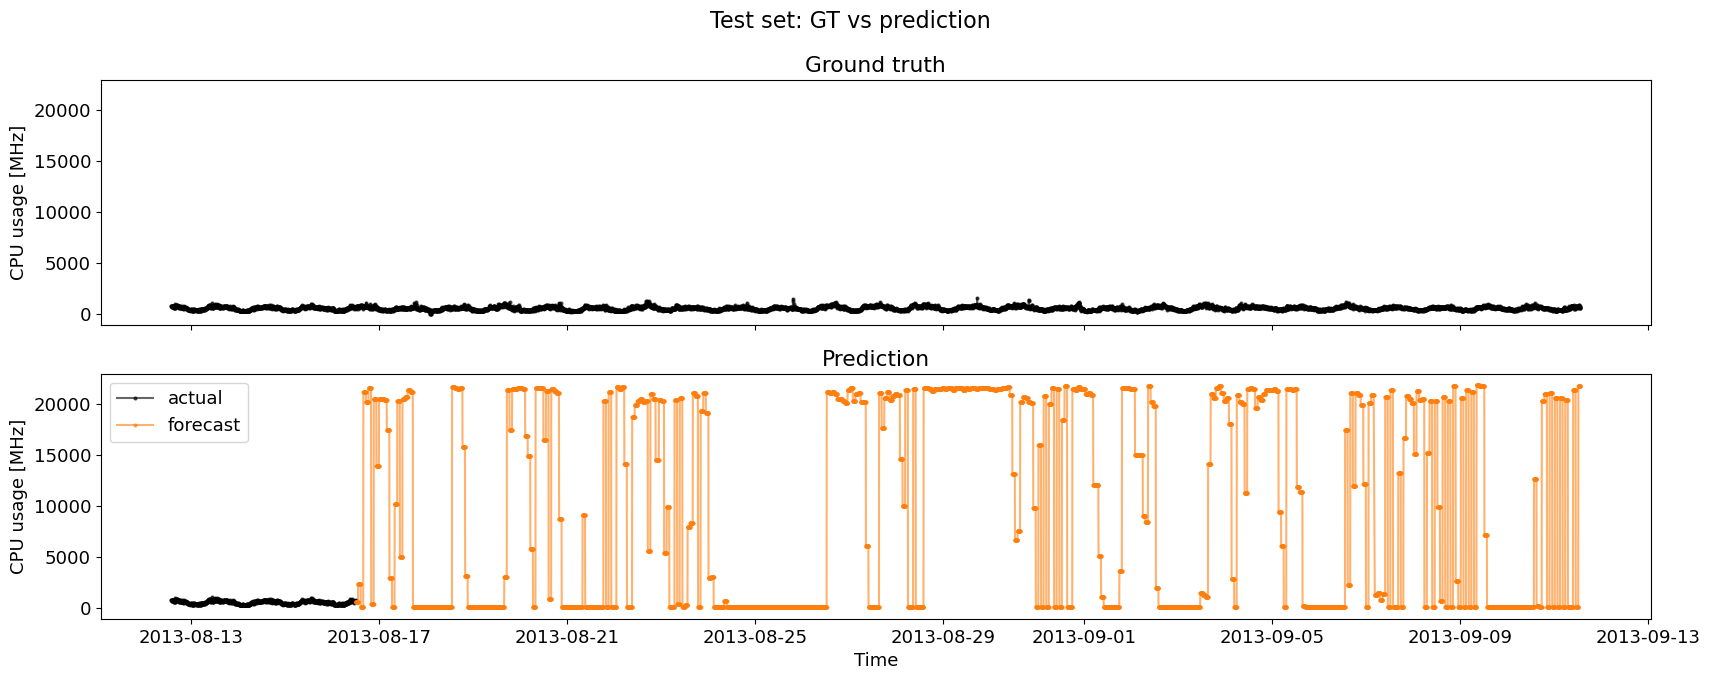 Test set: GT vs prediction
Ground truth
CPU usage [MHz]
20000
15000
10000
5000
0
Prediction
CPU usage [MHz]
20000
15000
10000
5000
0
actual
forecast
2013-08-13 2013-08-17 2013-08-21 2013-08-25 2013-08-29 2013-09-01 2013-09-05 2013-09-09 2013-09-13
Time